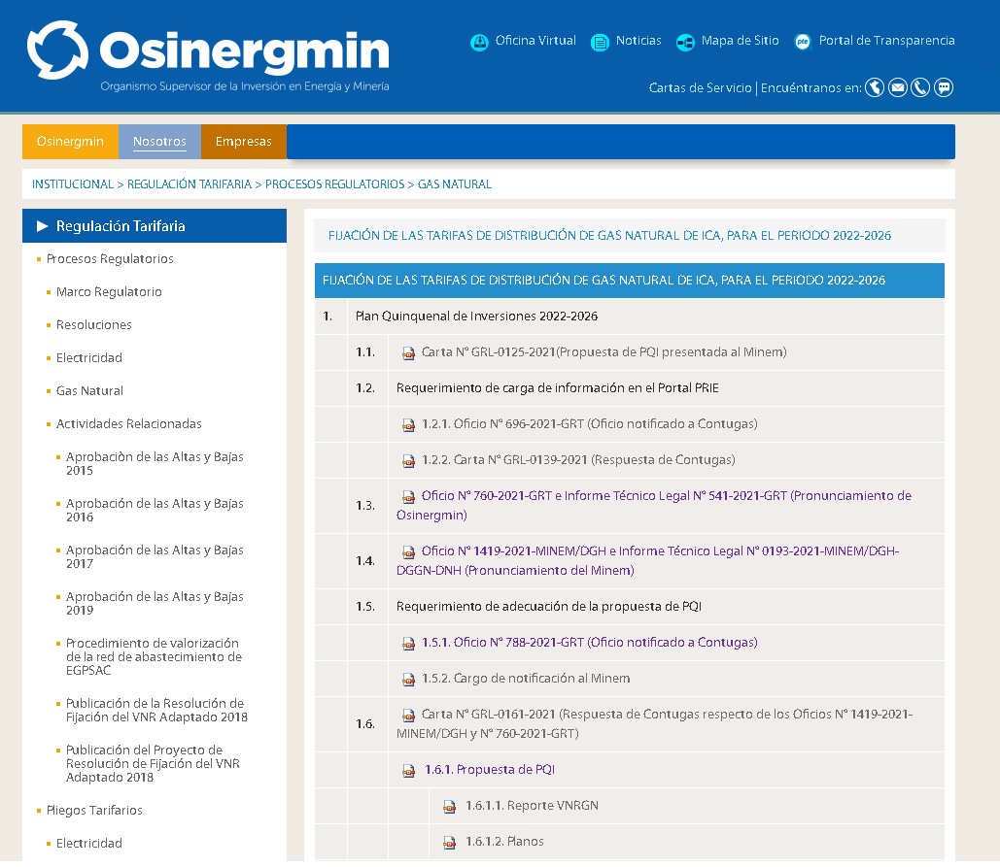 Osinergmin
Organismo Supervisor de la Inversión en Energía y Minería
Oficina Virtual
Noticias
Mapa de Sitio
pte
Portal de Transparencia
Cartas de Servicio | Encuéntranos en:
Osinergmin
Nosotros
Empresas
INSTITUCIONAL > REGULACIÓN TARIFARIA > PROCESOS REGULATORIOS > GAS NATURAL
Regulación Tarifaria
Procesos Regulatorios
Marco Regulatorio
Resoluciones
Electricidad
Gas Natural
Actividades Relacionadas
Aprobaciòn de las Altas y Bajas
2015
Aprobación de las Altas y Bajas
2016
Aprobación de las Altas y Bajas
2017
Aprobación de las Altas y Bajas
2019
Procedimiento de valorización
de la red de abastecimiento de
EGPSAC
Publicación de la Resolución de
Fijación del VNR Adaptado 2018
Publicación del Proyecto de
Resolución de Fijación del VNR
Adaptado 2018
Pliegos Tarifarios
Electricidad
FIJACIÓN DE LAS TARIFAS DE DISTRIBUCIÓN DE GAS NATURAL DE ICA, PARA EL PERIODO 2022-2026
FIJACIÓN DE LAS TARIFAS DE DISTRIBUCIÓN DE GAS NATURAL DE ICA, PARA EL PERIODO 2022-2026
1. Plan Quinquenal de Inversiones 2022-2026
1.1. Carta N° GRL-0125-2021(Propuesta de PQI presentada al Minem)
1.2. Requerimiento de carga de información en el Portal PRIE
1.2.1. Oficio N° 696-2021-GRT (Oficio notificado a Contugas)
1.2.2. Carta N° GRL-0139-2021 (Respuesta de Contugas)
1.3. Oficio N° 760-2021-GRT e Informe Técnico Legal N° 541-2021-GRT (Pronunciamiento de
Osinergmin)
1.4. Oficio N° 1419-2021-MINEM/DGH e Informe Técnico Legal N° 0193-2021-MINEM/DGH-
DGGN-DNH (Pronunciamiento del Minem)
1.5. Requerimiento de adecuación de la propuesta de PQI
1.5.1. Oficio N° 788-2021-GRT (Oficio notificado a Contugas)
1.5.2. Cargo de notificación al Minem
1.6. Carta N° GRL-0161-2021 (Respuesta de Contugas respecto de los Oficios N° 1419-2021-
MINEM/DGH y N° 760-2021-GRT)
1.6.1. Propuesta de PQI
1.6.1.1. Reporte VNRGN
1.6.1.2. Planos